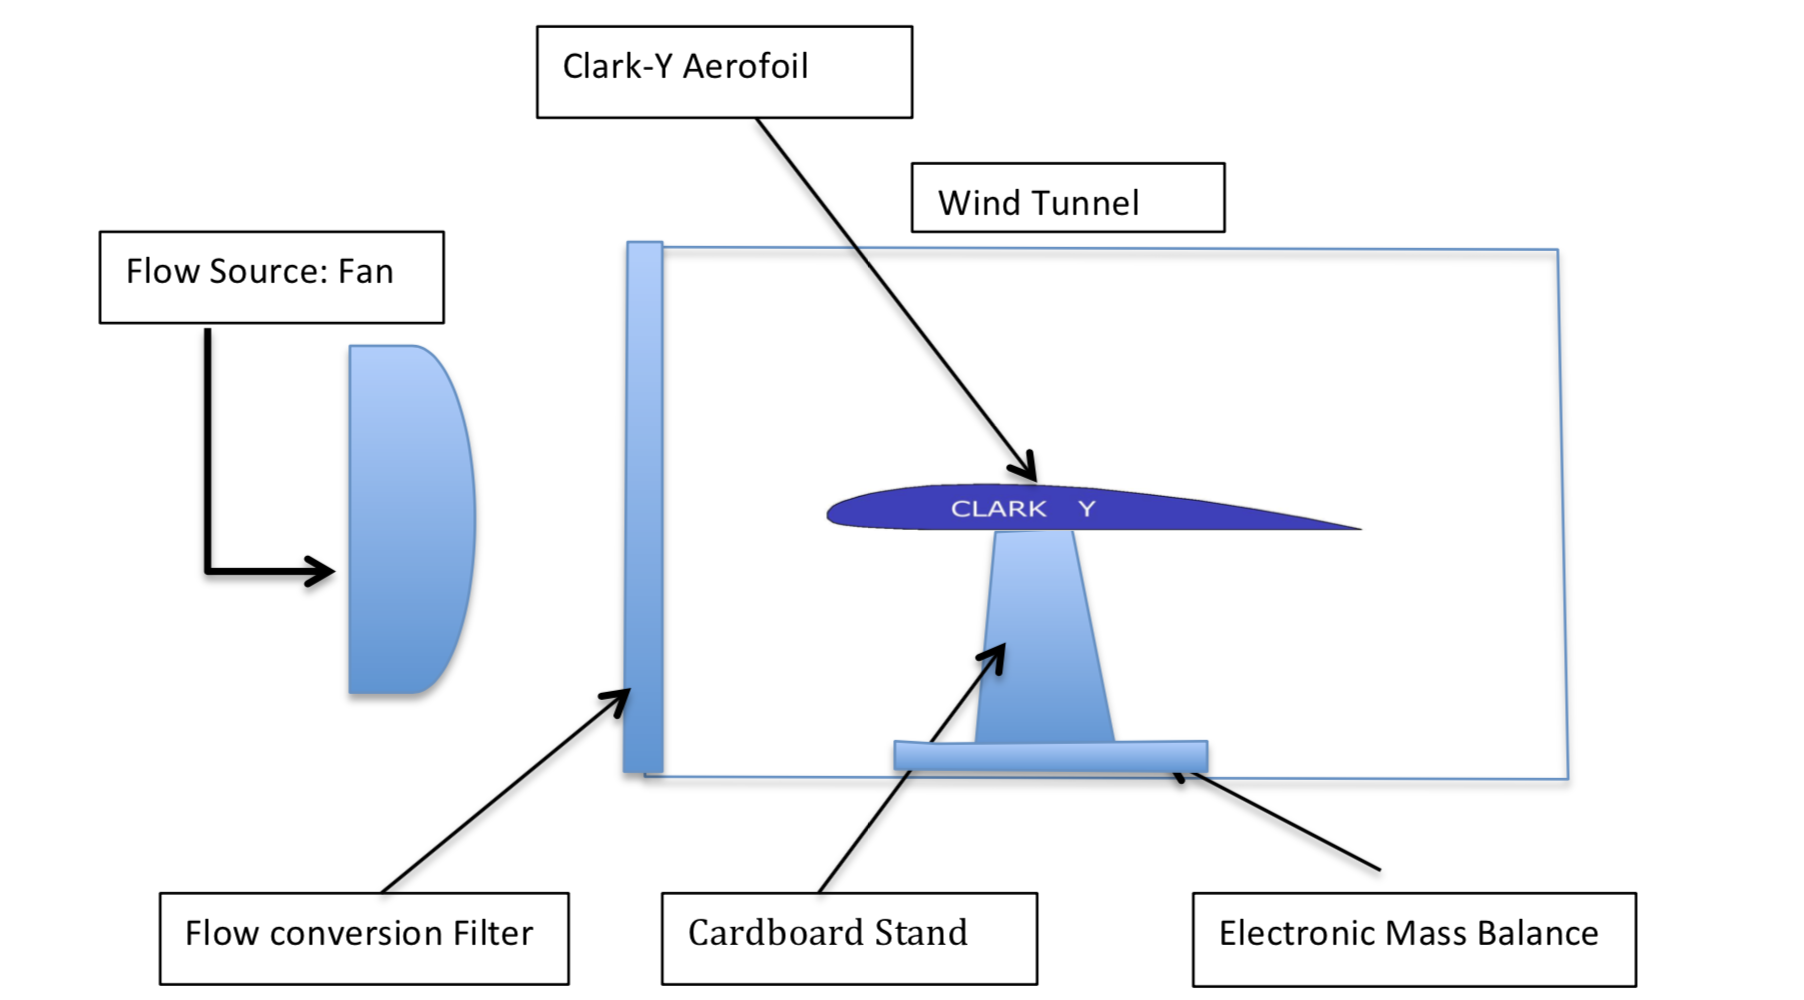 Clark-Y Aerofoil
Wind Tunnel
Flow Source: Fan
CLARK Y
Flow conversion Filter
Cardboard Stand
Electronic Mass Balance